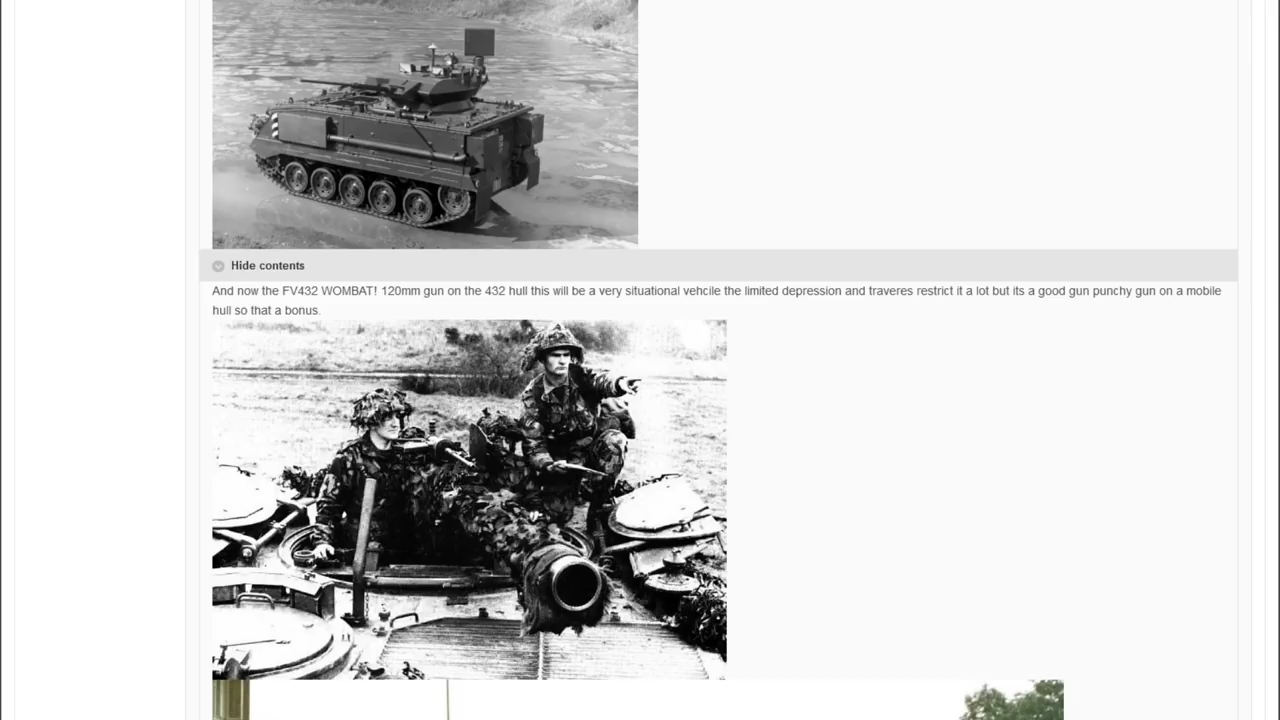 Hide contents
And now the FV432 WOMBAT! 120mm gun on the 432 hull this will be a very situational vehcile the limited depression and traveres restrict it a lot but its a good gun punchy gun on a mobile
hull so that a bonus.